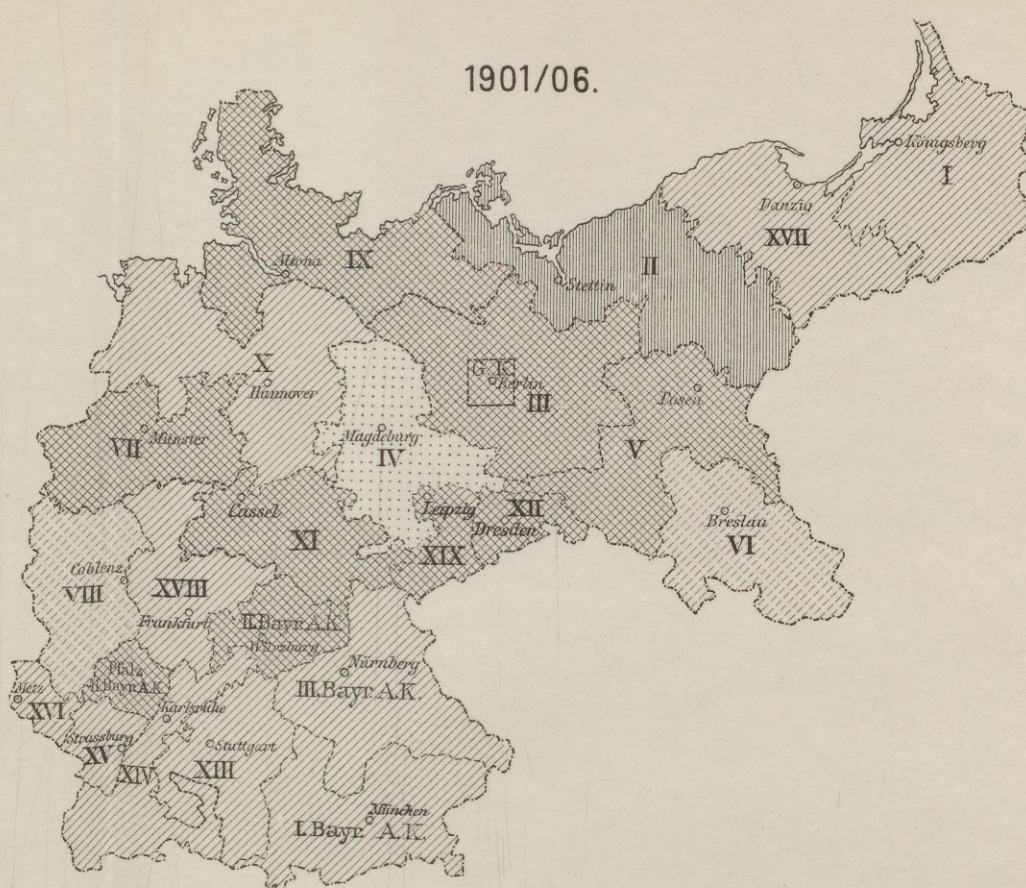 1901/06.
Königsberg
I
Danzig
XVII
Altona
IX
II
Stettin
X
Hannover
G. K.
Berlin
III
Posen
VII
Münster
Magdeburg
IV
V
Cassel
Leipzig
XII
Dresden
Breslau
VI
XI
XIX
Coblenz
VIII
XVIII
Frankfurt
II. Bayr. A.K.
Würzburg
Pfalz
II. Bayr. A.K.
Nürnberg
III. Bayr. A.K.
Metz
XVI
Karlsruhe
Strassburg
XV
XIV
Stuttgart
XIII
München
I. Bayr. A.K.